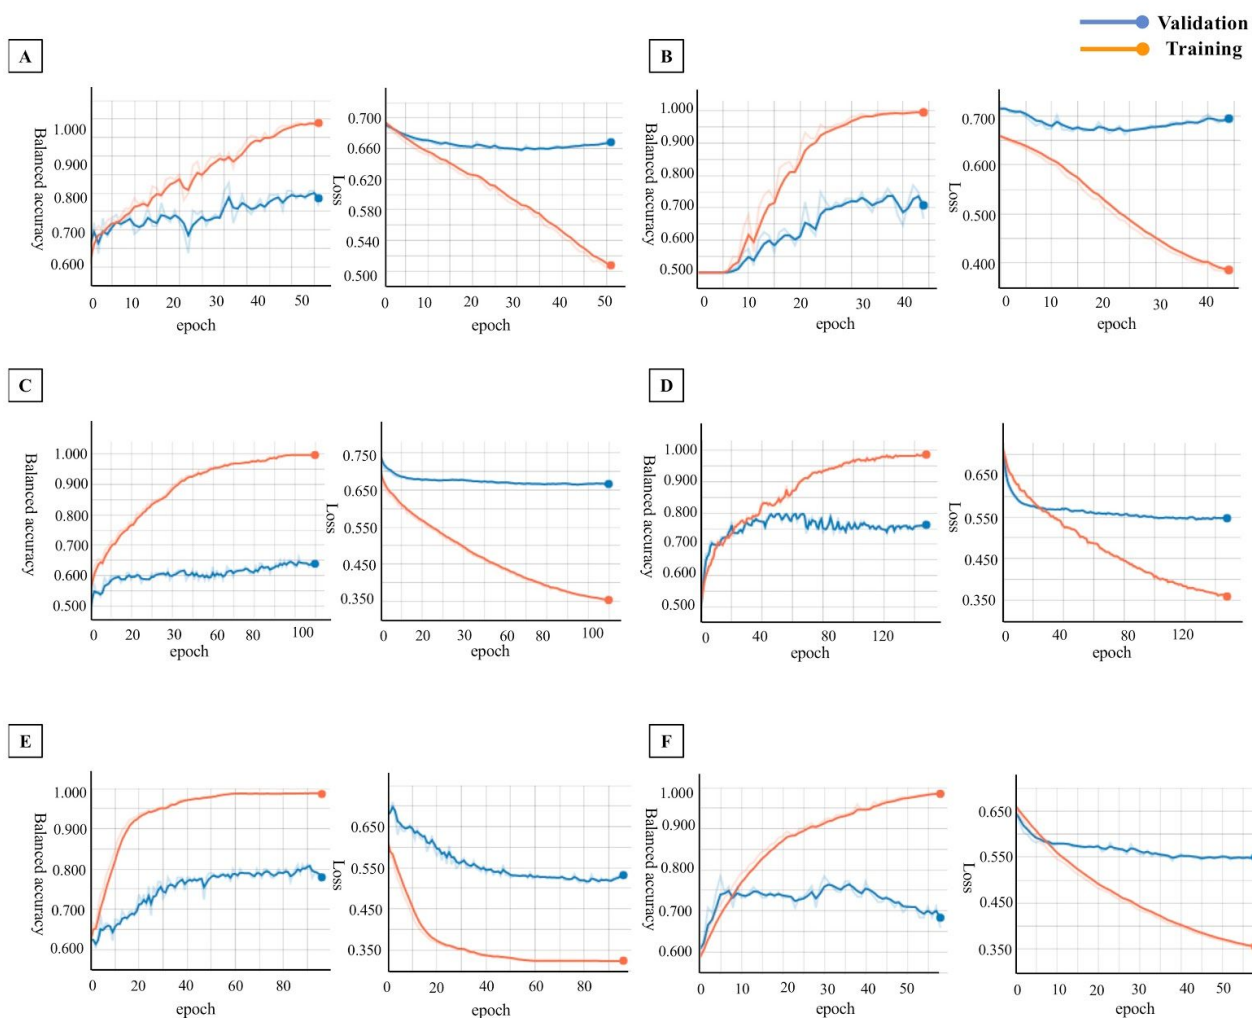 Validation
Training
A
Balanced accuracy
1.000
0.900
0.800
0.700
0.600
0 10 20 30 40 50
epoch
Loss
0.700
0.660
0.620
0.580
0.540
0.500
0 10 20 30 40 50
epoch
B
Balanced accuracy
1.000
0.900
0.800
0.700
0.600
0.500
0 10 20 30 40
epoch
Loss
0.700
0.600
0.500
0.400
0 10 20 30 40
epoch
C
Balanced accuracy
1.000
0.900
0.800
0.700
0.600
0.500
0 20 30 60 80 100
epoch
Loss
0.750
0.650
0.550
0.450
0.350
0 20 30 60 80 100
epoch
D
Balanced accuracy
1.000
0.900
0.800
0.700
0.600
0.500
0 40 80 120
epoch
Loss
0.650
0.550
0.450
0.350
0 40 80 120
epoch
E
Balanced accuracy
1.000
0.900
0.800
0.700
0.600
0 20 40 60 80
epoch
Loss
0.650
0.550
0.450
0.350
0 20 40 60 80
epoch
F
Balanced accuracy
1.000
0.900
0.800
0.700
0.600
0 10 20 30 40 50
epoch
Loss
0.650
0.550
0.450
0.350
0 10 20 30 40 50
epoch